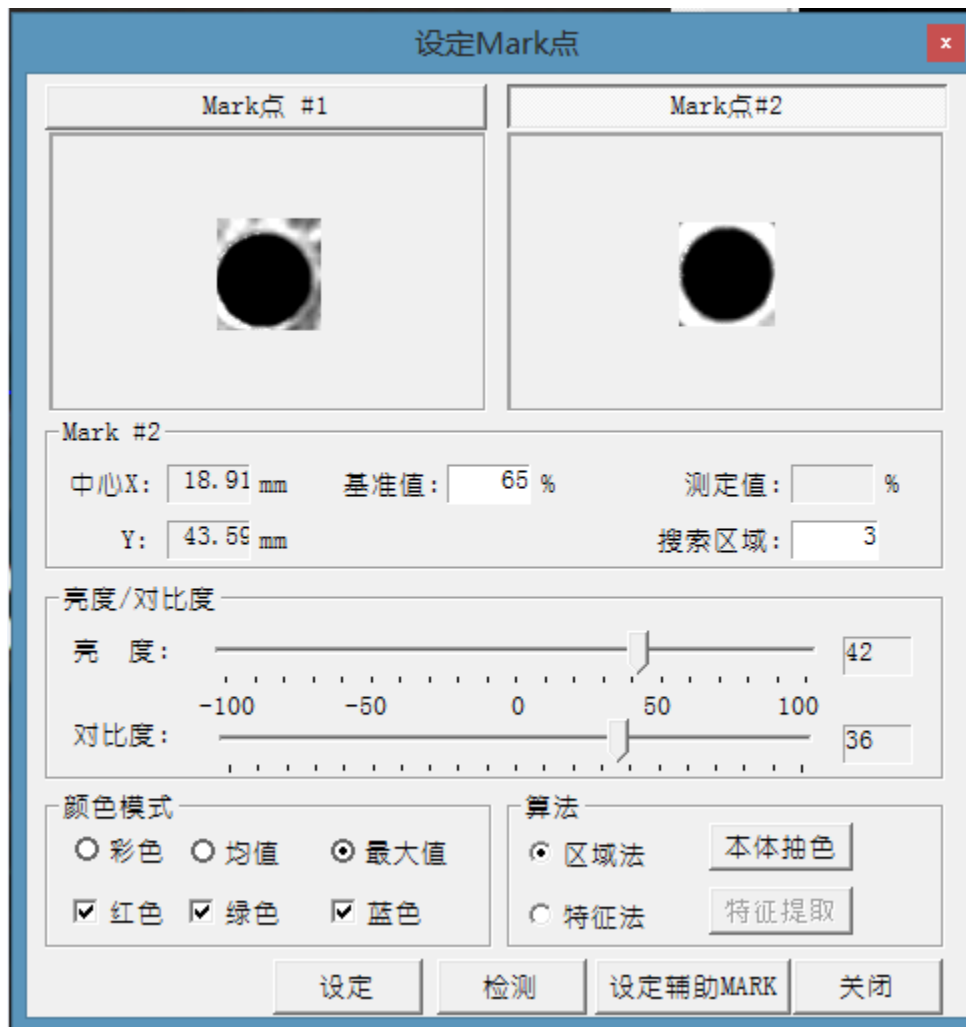 设定Mark点
x
Mark点 #1 Mark点#2
Mark #2
中心X: 18.91 mm 基准值: 65 % 测定值: %
Y: 43.59 mm 搜索区域: 3
亮度/对比度
亮 度: 42
-100 -50 0 50 100
对比度: 36
颜色模式 算法
彩色 均值 最大值 区域法 本体抽色
红色 绿色 蓝色 特征法 特征提取
设定 检测 设定辅助MARK 关闭